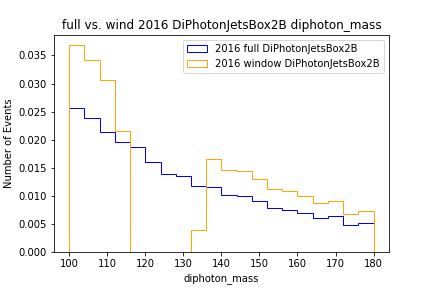 full vs. wind 2016 DiPhotonJetsBox2B diphoton_mass
2016 full DiPhotonJetsBox2B
2016 window DiPhotonJetsBox2B
Number of Events
0.035
0.030
0.025
0.020
0.015
0.010
0.005
0.000
100 110 120 130 140 150 160 170 180
diphoton_mass